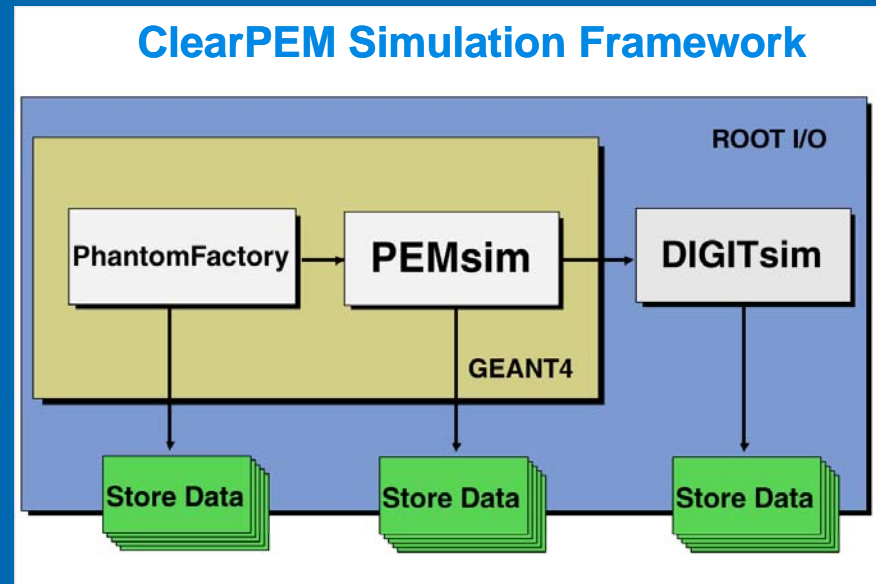 ClearPEM Simulation Framework
ROOT I/O
PhantomFactory
PEMsim
DIGITsim
GEANT4
Store Data
Store Data
Store Data